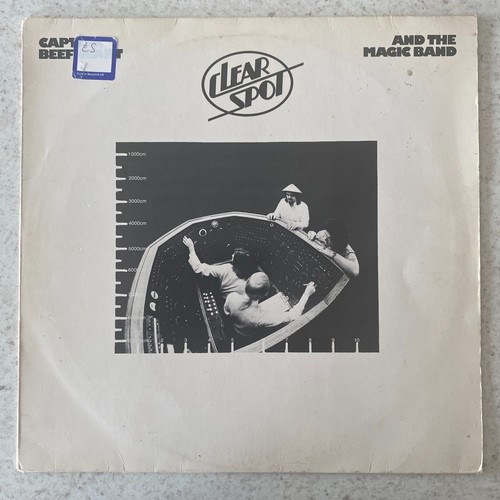 CAPT
BEEF T
£5
AND THE
MAGIC BAND
CLEAR
SPOT
1000cm
2000cm
3000cm
4000cm
5000cm